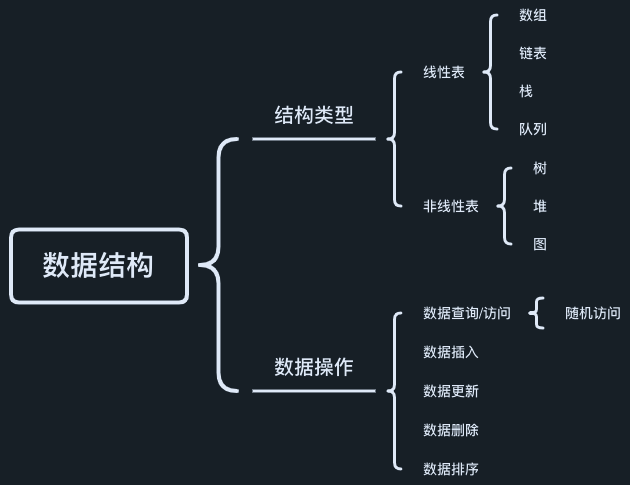 数据结构
结构类型
线性表
数组
链表
栈
队列
非线性表
树
堆
图
数据操作
数据查询/访问
随机访问
数据插入
数据更新
数据删除
数据排序